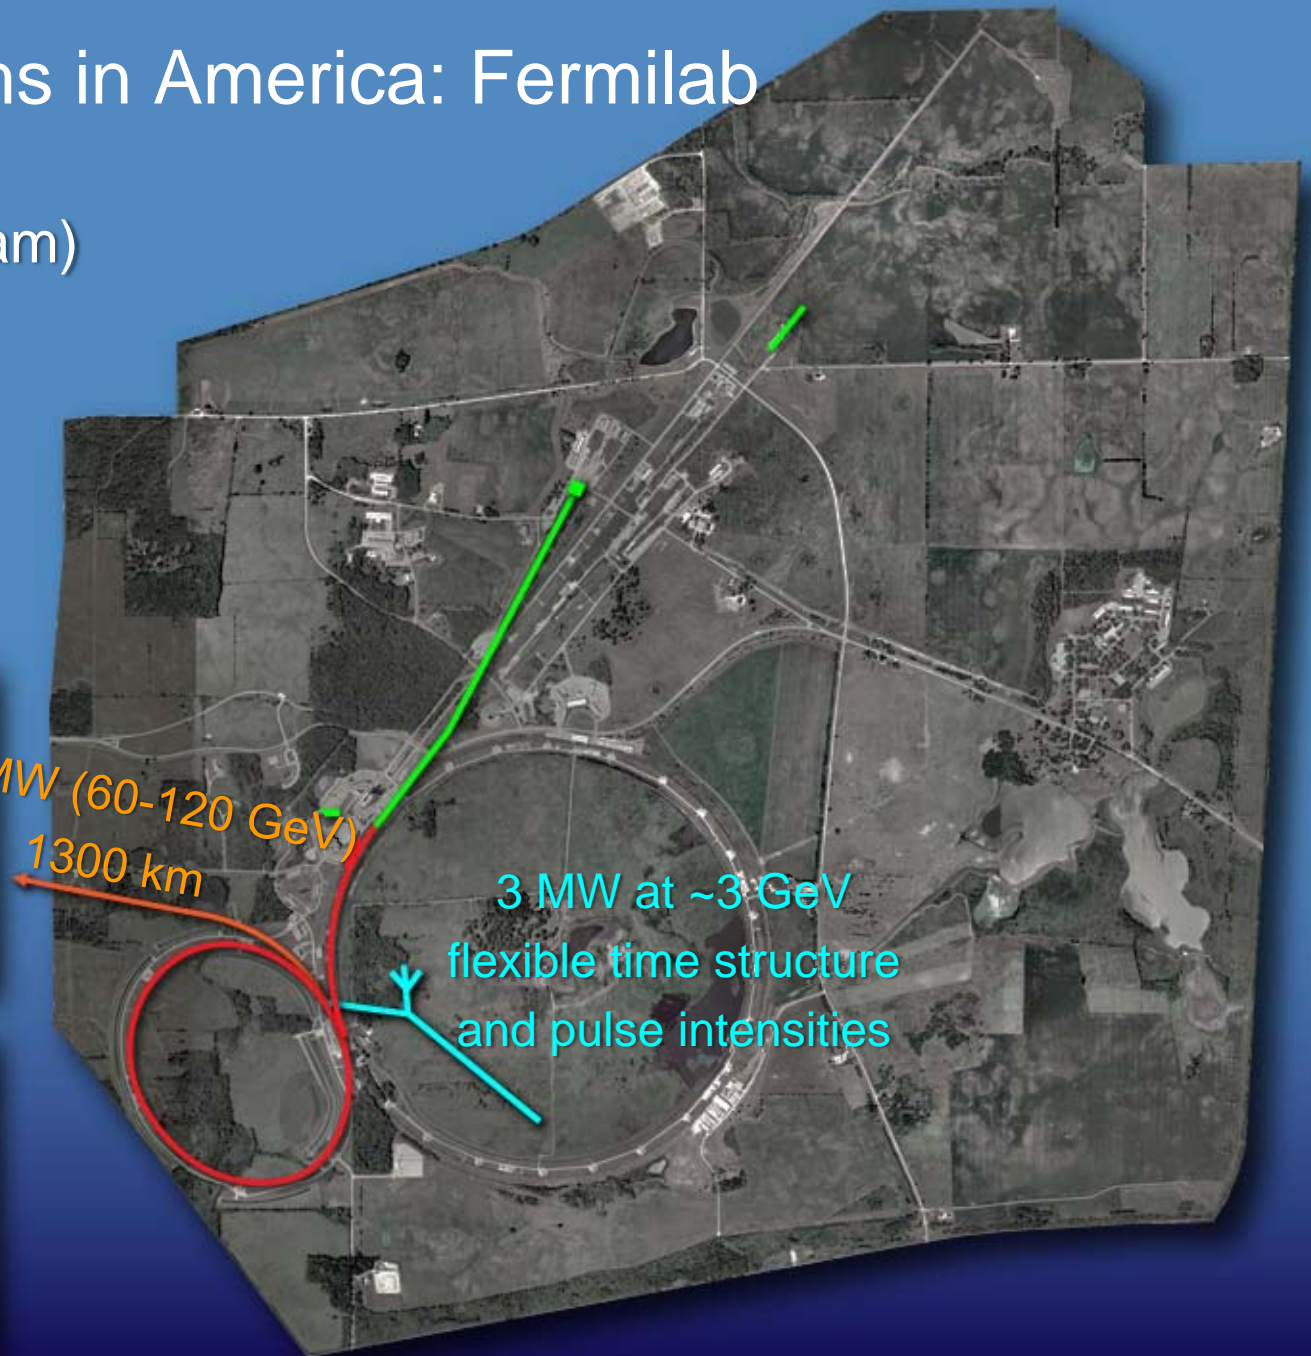 ns in America: Fermilab
am)
MW (60-120 GeV)
1300 km
3 MW at ~3 GeV
flexible time structure
and pulse intensities